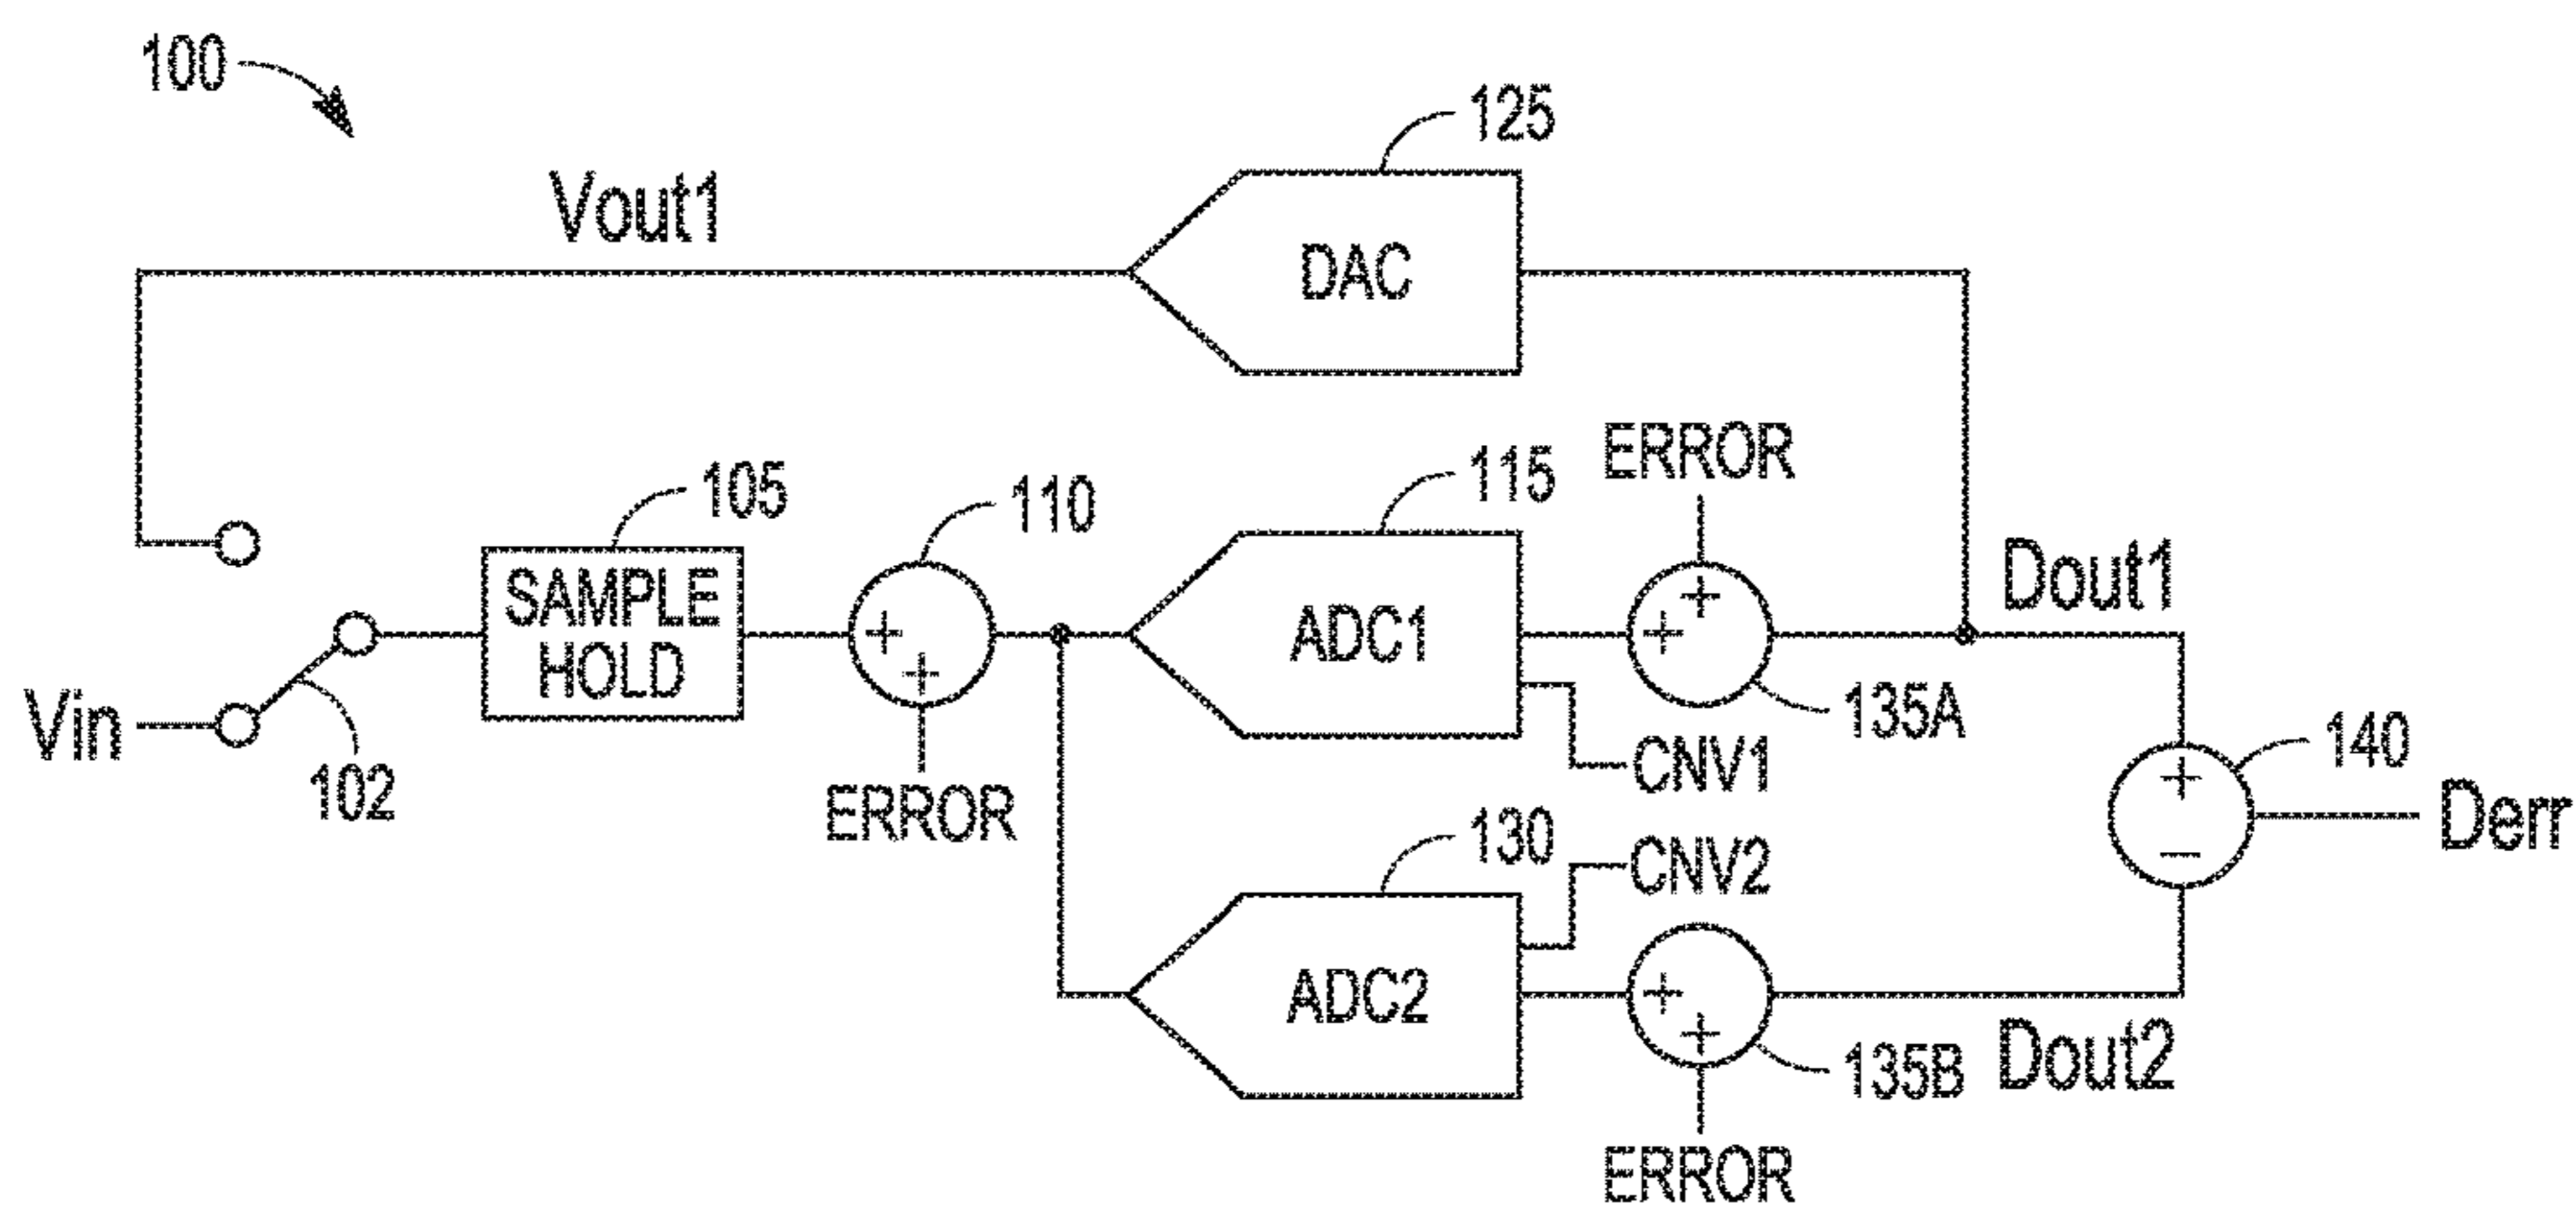 100
125
Vout1
DAC
ERROR
105
110
115
Dout1
SAMPLE
HOLD
+
+
ADC1
+
+
135A
Vin
102
ERROR
CNV1
140
+
−
Derr
130
CNV2
ADC2
+
+
135B
Dout2
ERROR